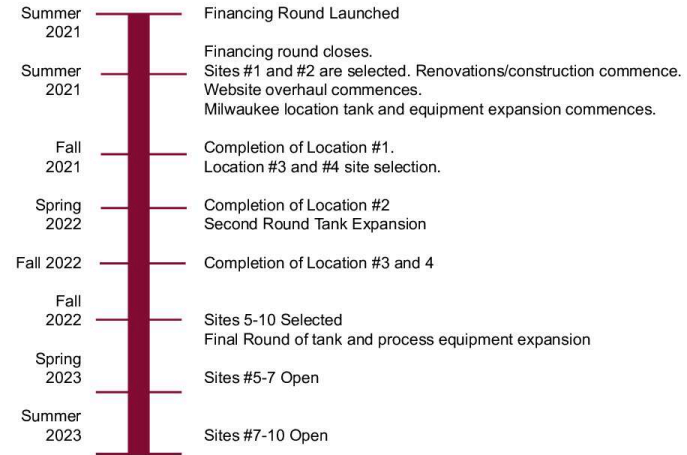 Summer
2021
Financing Round Launched
Summer
2021
Financing round closes.
Sites #1 and #2 are selected. Renovations/construction commence.
Website overhaul commences.
Milwaukee location tank and equipment expansion commences.
Fall
2021
Completion of Location #1.
Location #3 and #4 site selection.
Spring
2022
Completion of Location #2
Second Round Tank Expansion
Fall 2022
Completion of Location #3 and 4
Fall
2022
Sites 5-10 Selected
Final Round of tank and process equipment expansion
Spring
2023
Sites #5-7 Open
Summer
2023
Sites #7-10 Open